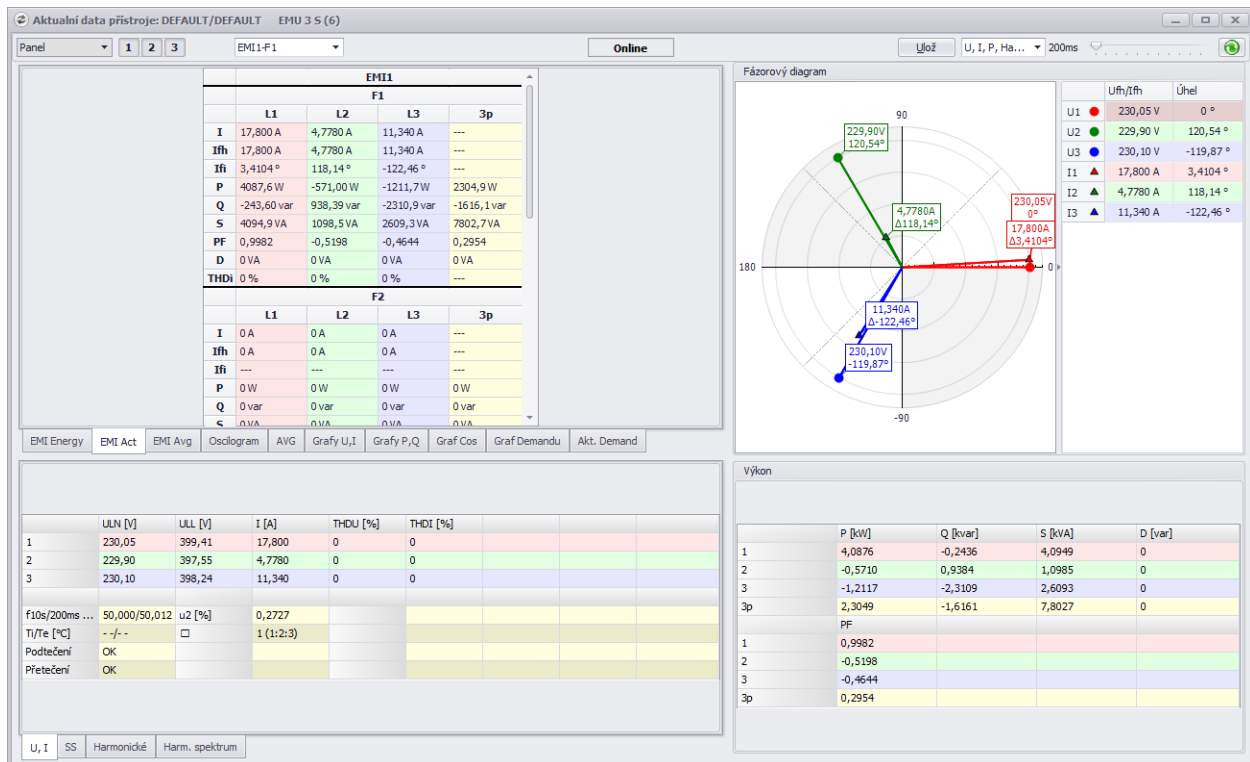 Aktualní data přístroje: DEFAULT/DEFAULT EMU 3 S (6)
Panel 1 2 3 EMI1-F1 Online Ulož U, I, P, Ha... 200ms
EMI1
F1
L1 L2 L3 3p
I 17,800 A 4,7780 A 11,340 A ---
Ifh 17,800 A 4,7780 A 11,340 A ---
Ifi 3,4104 ° 118,14 ° -122,46 ° ---
P 4087,6 W -571,00 W -1211,7 W 2304,9 W
Q -243,60 var 938,39 var -2310,9 var -1616,1 var
S 4094,9 VA 1098,5 VA 2609,3 VA 7802,7 VA
PF 0,9982 -0,5198 -0,4644 0,2954
D 0 VA 0 VA 0 VA 0 VA
THDi 0 % 0 % 0 % ---
F2
L1 L2 L3 3p
I 0 A 0 A 0 A ---
Ifh 0 A 0 A 0 A ---
Ifi --- --- --- ---
P 0 W 0 W 0 W 0 W
Q 0 var 0 var 0 var 0 var
S 0 VA 0 VA 0 VA 0 VA
EMI Energy EMI Act EMI Avg Oscilogram AVG Grafy U,I Grafy P,Q Graf Cos Graf Demandu Akt. Demand
Fázorový diagram
90
229,90V
120,54°
4,7780A
Δ118,14°
230,05V
0°
17,800A
Δ3,4104°
180 0
11,340A
Δ-122,46°
230,10V
-119,87°
-90
Ufh/Ifh Úhel
U1 230,05 V 0 °
U2 229,90 V 120,54 °
U3 230,10 V -119,87 °
I1 17,800 A 3,4104 °
I2 4,7780 A 118,14 °
I3 11,340 A -122,46 °
ULN [V] ULL [V] I [A] THDU [%] THDI [%]
1 230,05 399,41 17,800 0 0
2 229,90 397,55 4,7780 0 0
3 230,10 398,24 11,340 0 0
f10s/200ms ... 50,000/50,012 u2 [%] 0,2727
Ti/Te [°C] - -/- - □ 1 (1:2:3)
Podtečení OK
Přetečení OK
U, I SS Harmonické Harm. spektrum
Výkon
P [kW] Q [kvar] S [kVA] D [var]
1 4,0876 -0,2436 4,0949 0
2 -0,5710 0,9384 1,0985 0
3 -1,2117 -2,3109 2,6093 0
3p 2,3049 -1,6161 7,8027 0
PF
1 0,9982
2 -0,5198
3 -0,4644
3p 0,2954